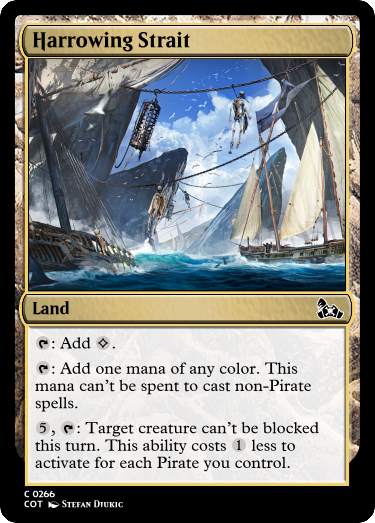 Harrowing Strait
Land
: Add .
: Add one mana of any color. This
mana can't be spent to cast non-Pirate
spells.
5, : Target creature can't be blocked
this turn. This ability costs 1 less to
activate for each Pirate you control.
C 0266
COT Stefan Djukic